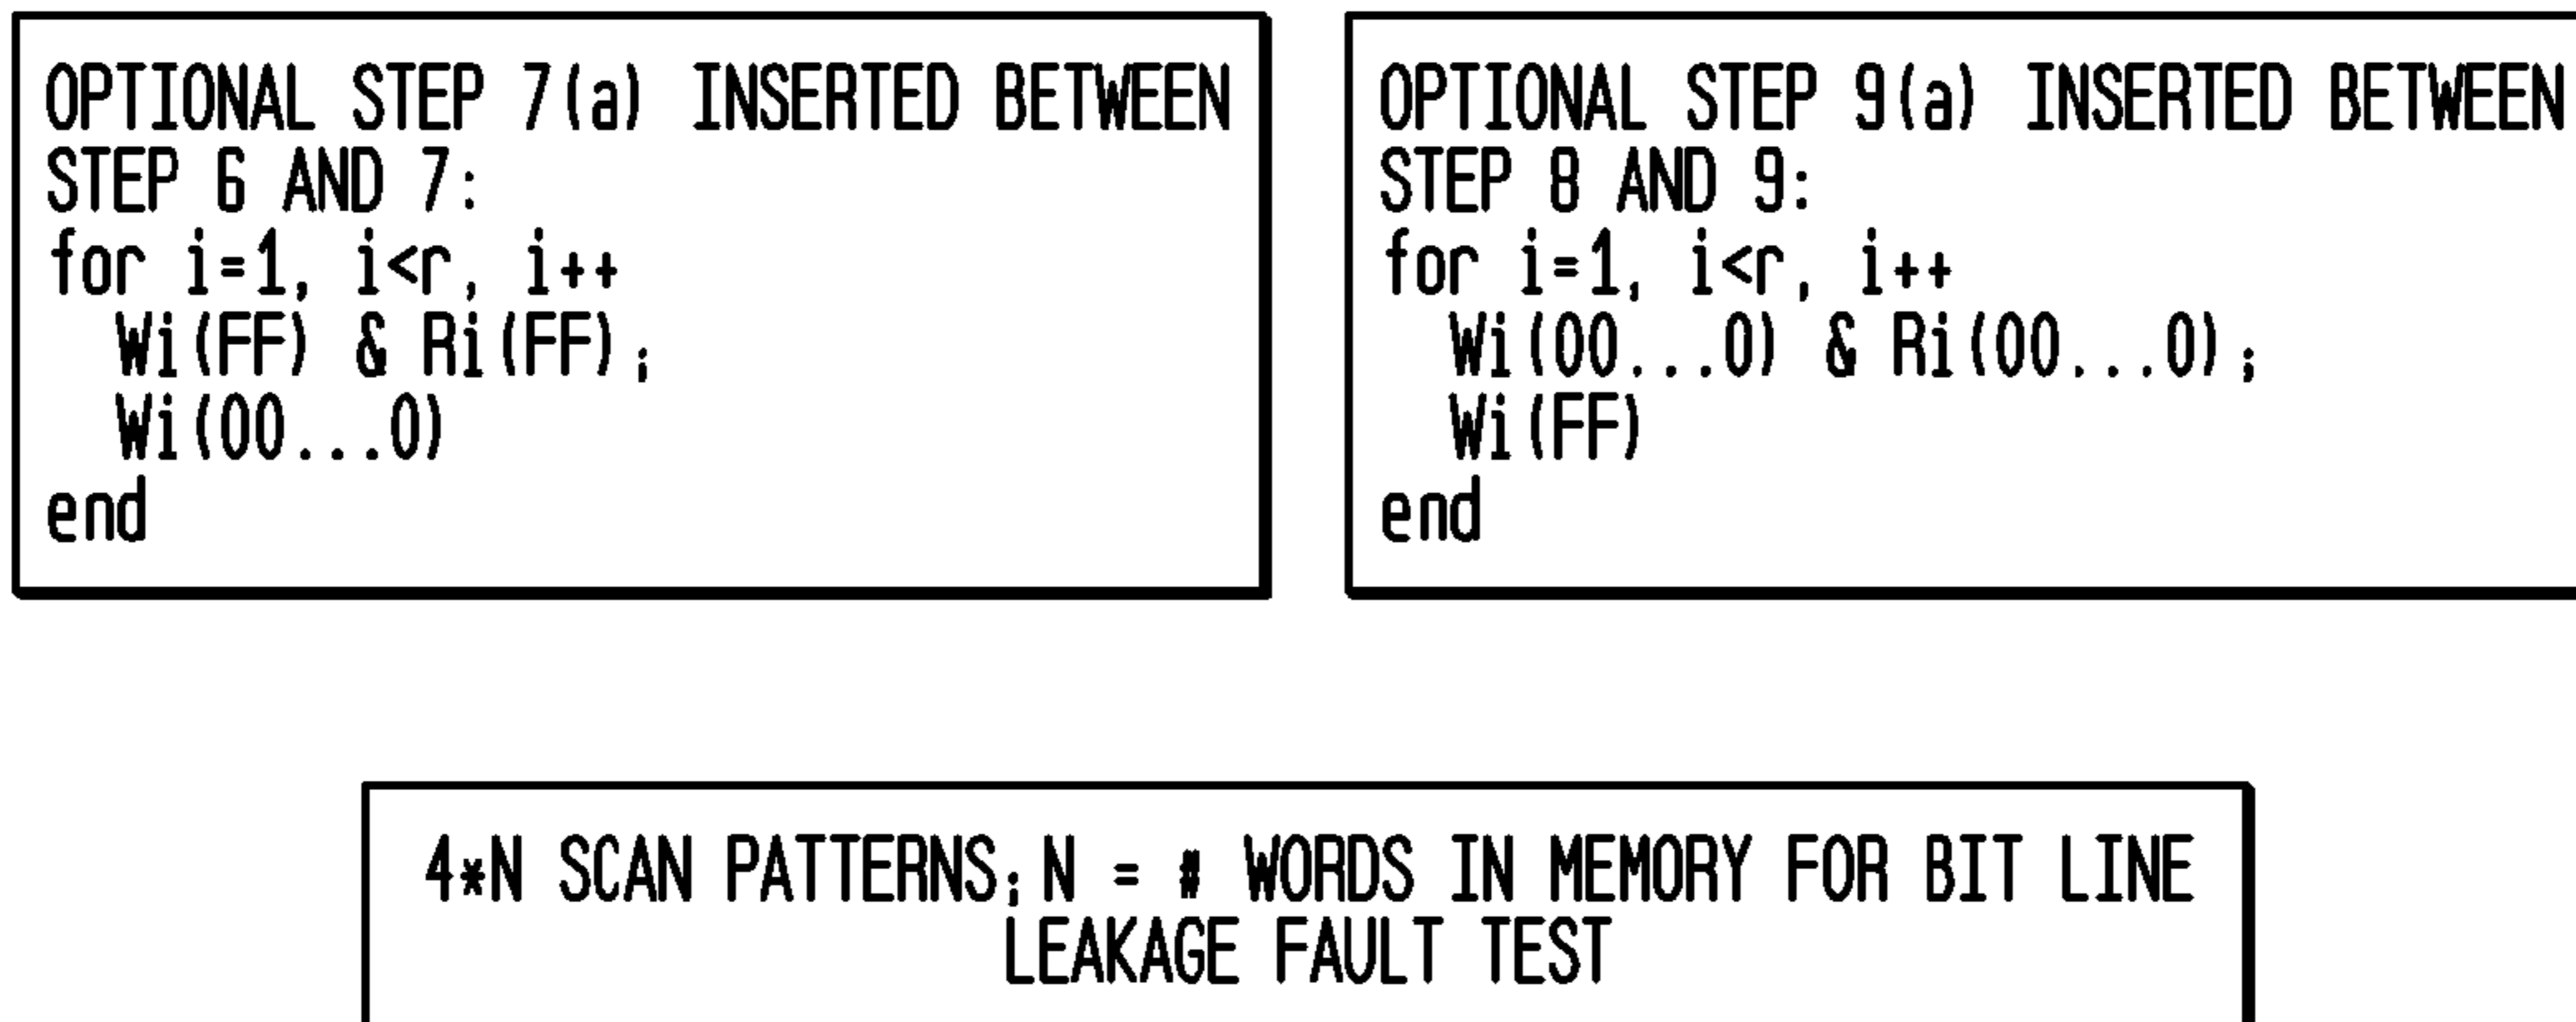 OPTIONAL STEP 7(a) INSERTED BETWEEN
STEP 6 AND 7:
for i=1, i<r, i++
Wi(FF) & Ri(FF);
Wi(00...0)
end
OPTIONAL STEP 9(a) INSERTED BETWEEN
STEP 8 AND 9:
for i=1, i<r, i++
Wi(00...0) & Ri(00...0);
Wi(FF)
end
4*N SCAN PATTERNS; N = # WORDS IN MEMORY FOR BIT LINE
LEAKAGE FAULT TEST